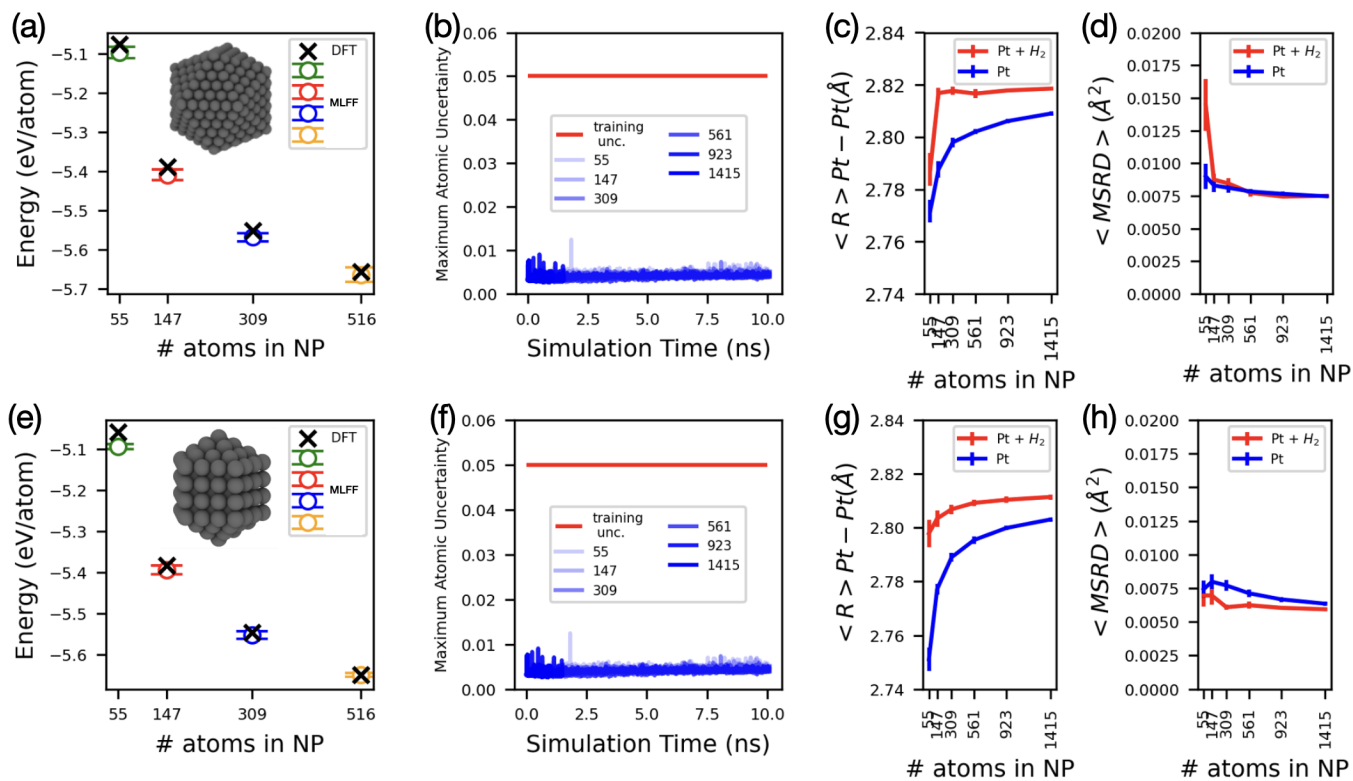 (a)
Energy (eV/atom)
−5.1
−5.2
−5.3
−5.4
−5.5
−5.6
−5.7
DFT
MLFF
55
147
309
516
# atoms in NP
(b)
Maximum Atomic Uncertainty
0.06
0.05
0.04
0.03
0.02
0.01
0.00
training
unc.
55
147
309
561
923
1415
0.0
2.5
5.0
7.5
10.0
Simulation Time (ns)
(c)
< R > Pt − Pt(Å)
2.84
2.82
2.80
2.78
2.76
2.74
Pt + H₂
Pt
55
147
309
561
923
1415
# atoms in NP
(d)
< MSRD > (Å²)
0.0200
0.0175
0.0150
0.0125
0.0100
0.0075
0.0050
0.0025
0.0000
Pt + H₂
Pt
55
147
309
561
923
1415
# atoms in NP
(e)
Energy (eV/atom)
−5.1
−5.2
−5.3
−5.4
−5.5
−5.6
DFT
MLFF
55
147
309
516
# atoms in NP
(f)
Maximum Atomic Uncertainty
0.06
0.05
0.04
0.03
0.02
0.01
0.00
training
unc.
55
147
309
561
923
1415
0.0
2.5
5.0
7.5
10.0
Simulation Time (ns)
(g)
< R > Pt − Pt(Å)
2.84
2.82
2.80
2.78
2.76
2.74
Pt + H₂
Pt
55
147
309
561
923
1415
# atoms in NP
(h)
< MSRD > (Å²)
0.0200
0.0175
0.0150
0.0125
0.0100
0.0075
0.0050
0.0025
0.0000
Pt + H₂
Pt
55
147
309
561
923
1415
# atoms in NP